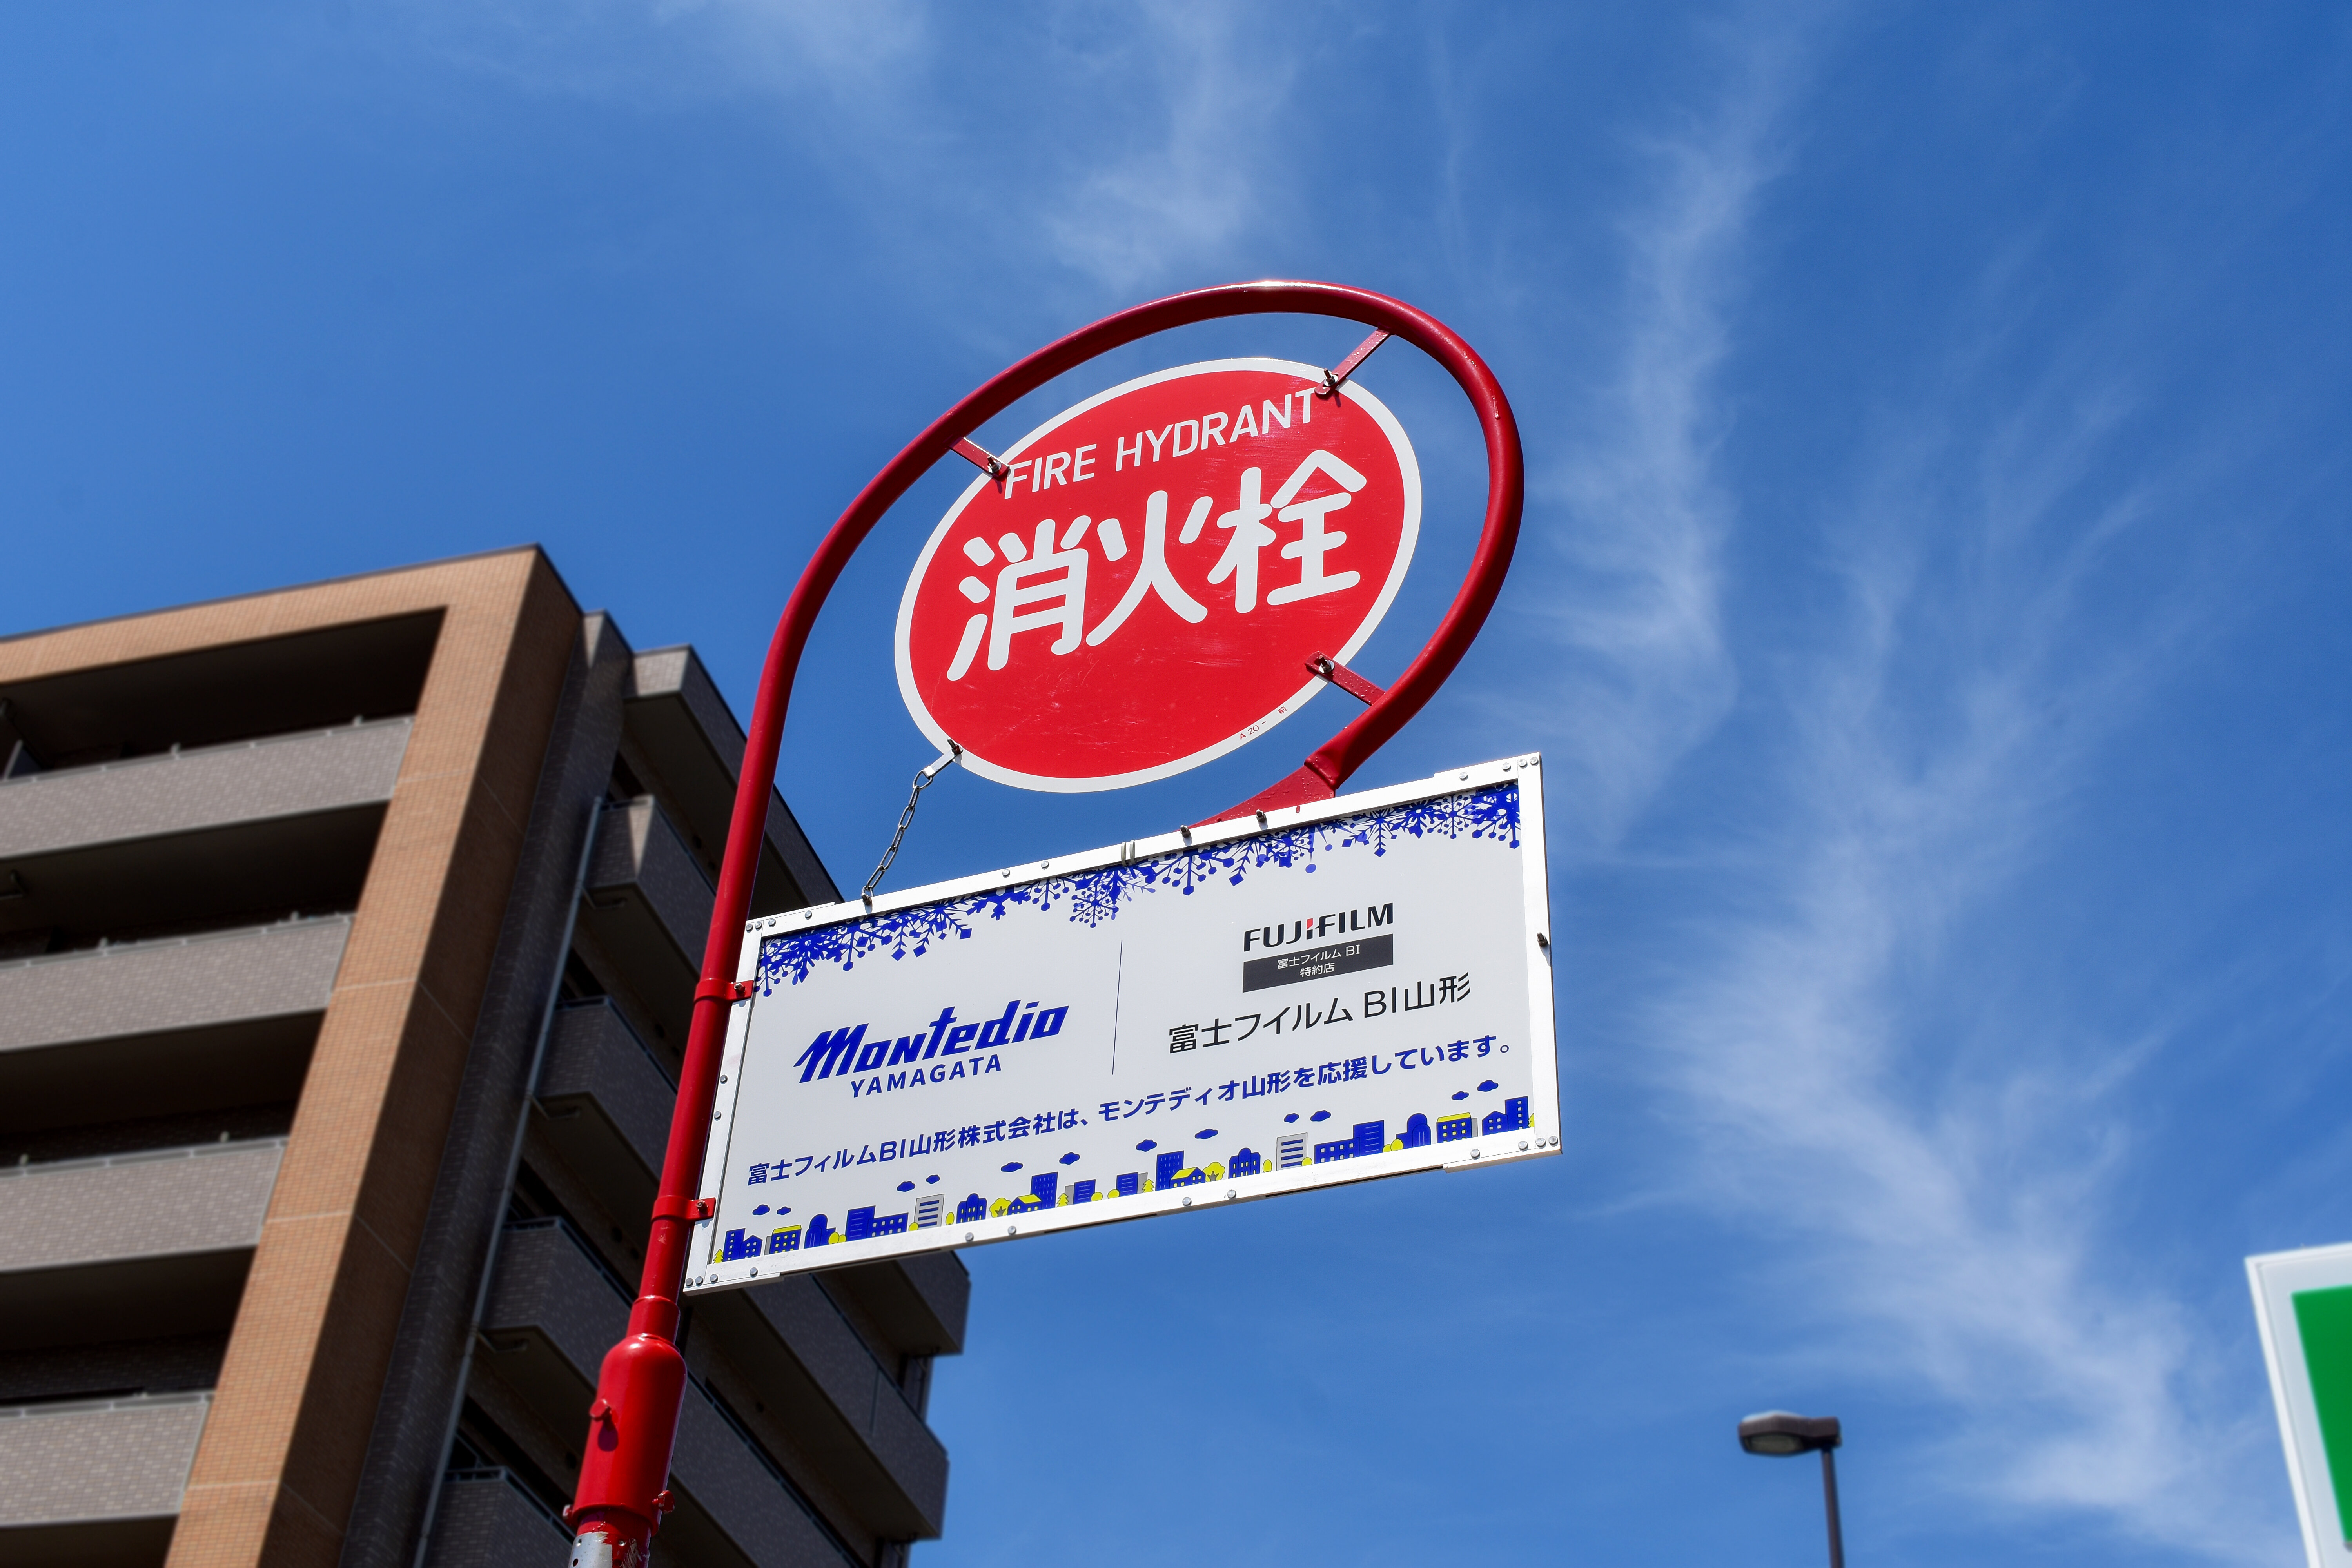 FIRE HYDRANT
消火栓
A 20 - 前
Montedio
YAMAGATA
FUJIFILM
富士フイルム BI
特約店
富士フイルム BI山形
富士フィルムBI山形株式会社は、モンテディオ山形を応援しています。